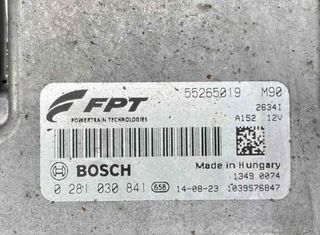 FPT 55265019 M90
POWERTRAIN TECHNOLOGIES 26341
A152 12V
BOSCH Made in Hungary
1349 0074
0 281 030 841 658 14-08-23 1039S76847